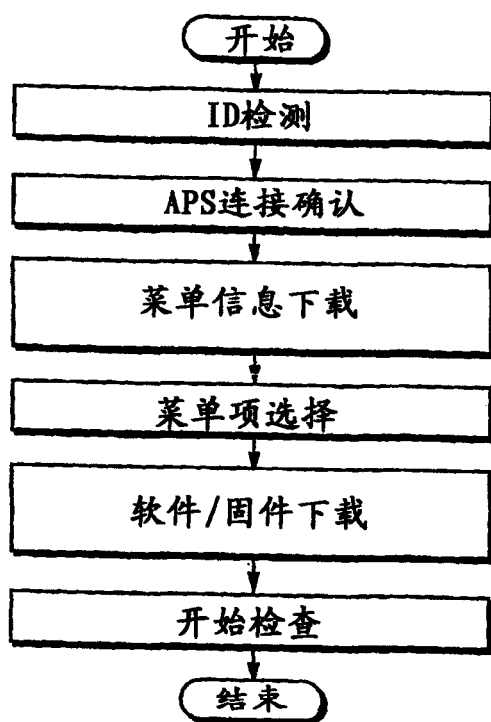 开始
ID检测
APS连接确认
菜单信息下载
菜单项选择
软件/固件下载
开始检查
结束